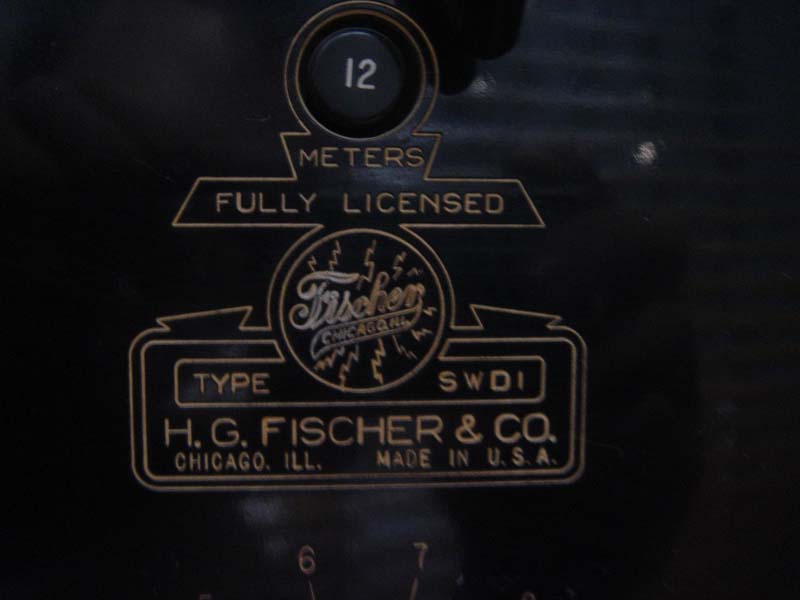 12
METERS
FULLY LICENSED
Fischer
CHICAGO, ILL.
TYPE SWD1
H. G. FISCHER & CO.
CHICAGO. ILL. MADE IN U.S.A.
6 7